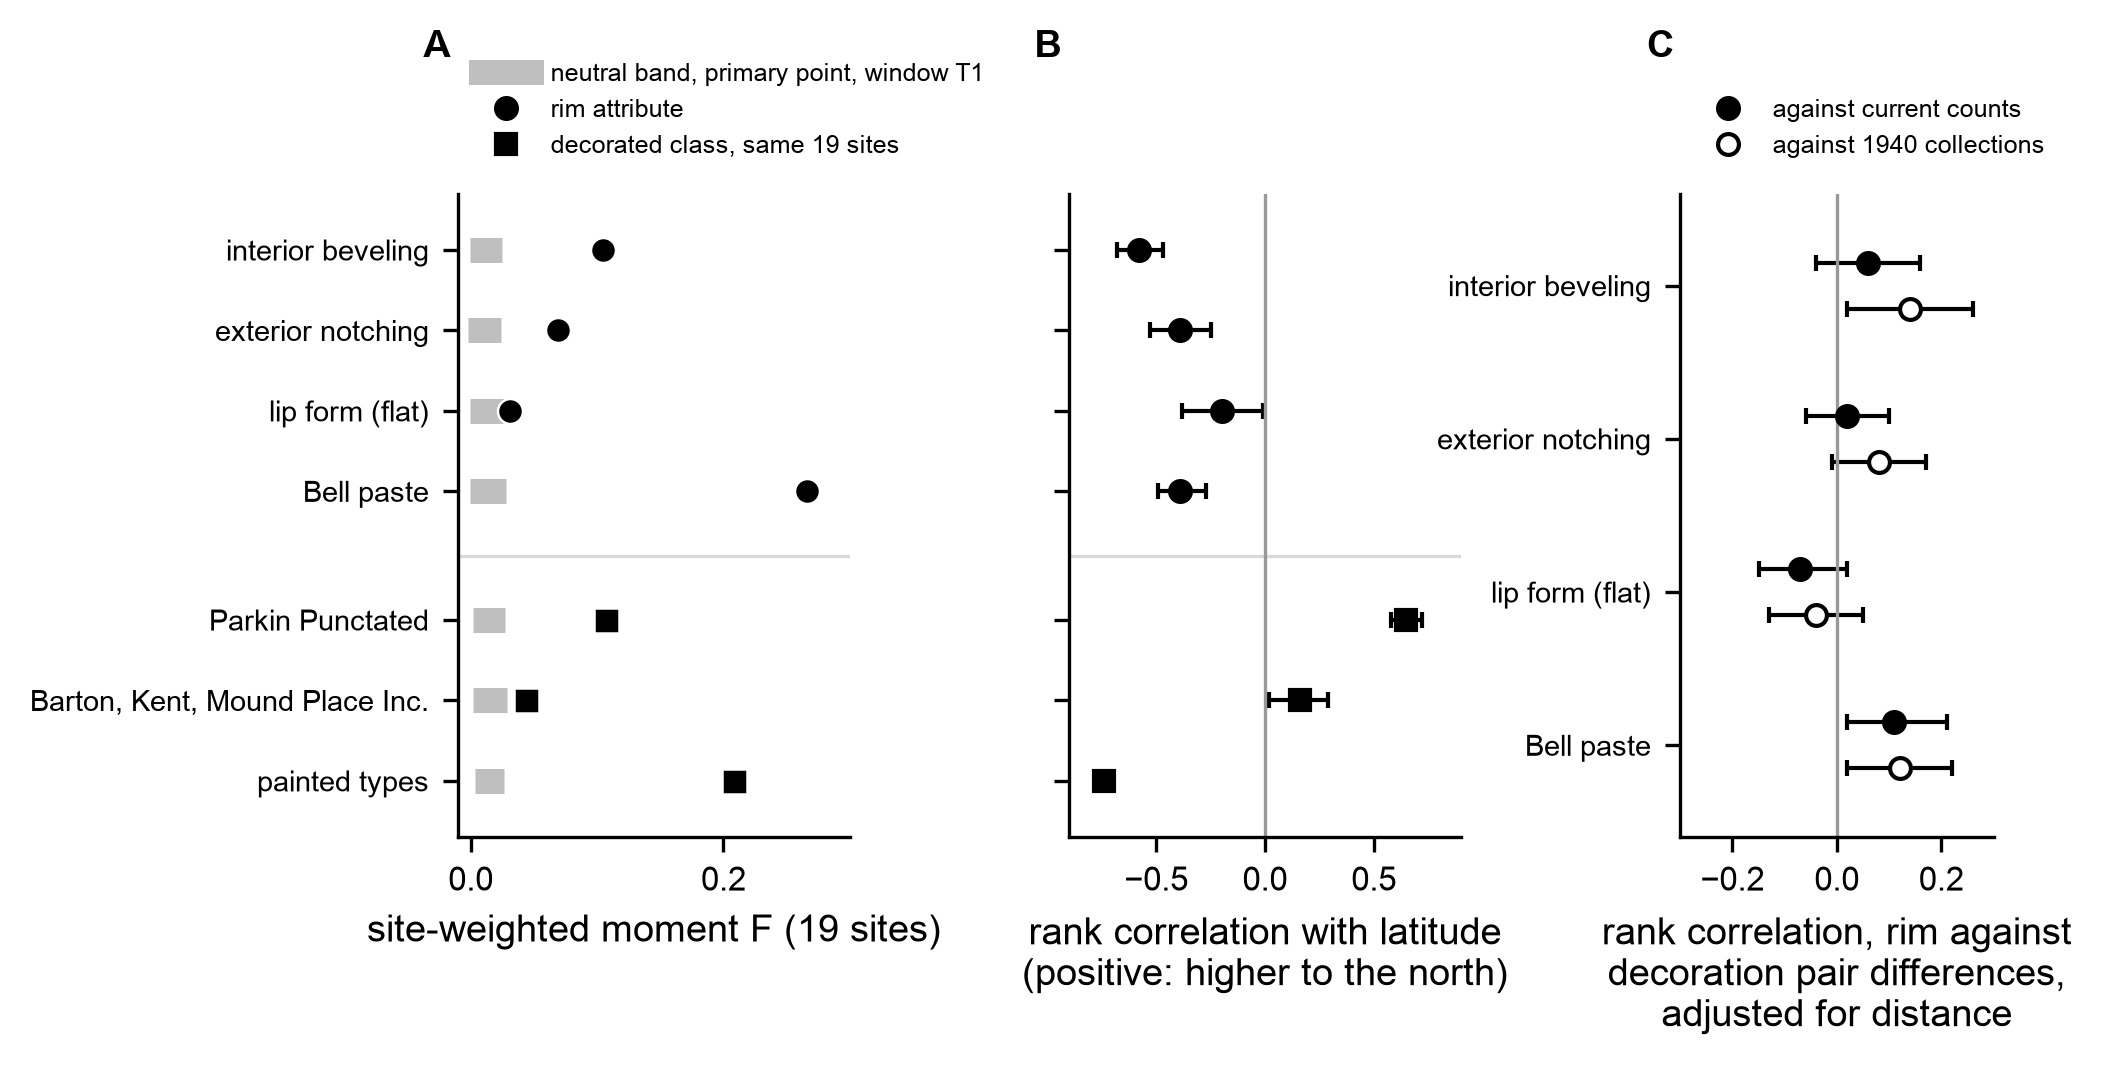 A
neutral band, primary point, window T1
rim attribute
decorated class, same 19 sites
interior beveling
exterior notching
lip form (flat)
Bell paste
Parkin Punctated
Barton, Kent, Mound Place Inc.
painted types
0.0
0.2
site-weighted moment F (19 sites)
B
−0.5
0.0
0.5
rank correlation with latitude
(positive: higher to the north)
C
against current counts
against 1940 collections
interior beveling
exterior notching
lip form (flat)
Bell paste
−0.2
0.0
0.2
rank correlation, rim against
decoration pair differences,
adjusted for distance